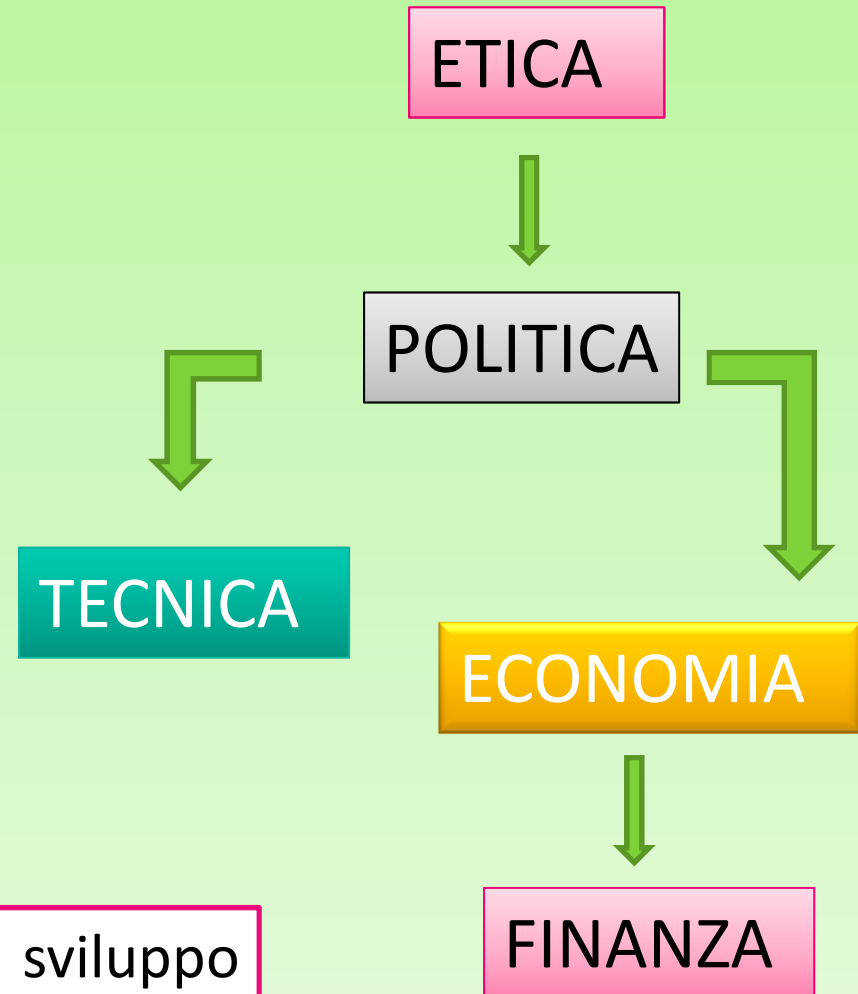 ETICA
POLITICA
TECNICA
ECONOMIA
sviluppo
FINANZA